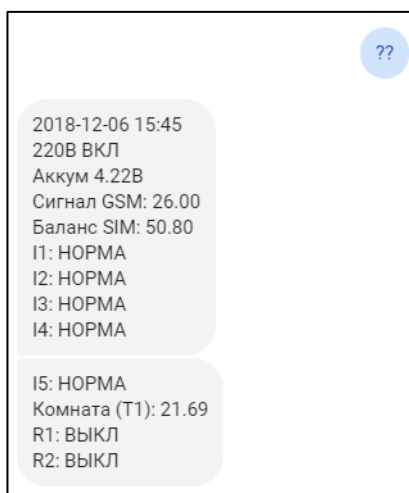 ??
2018-12-06 15:45
220В ВКЛ
Аккум 4.22В
Сигнал GSM: 26.00
Баланс SIM: 50.80
I1: НОРМА
I2: НОРМА
I3: НОРМА
I4: НОРМА
I5: НОРМА
Комната (T1): 21.69
R1: ВЫКЛ
R2: ВЫКЛ